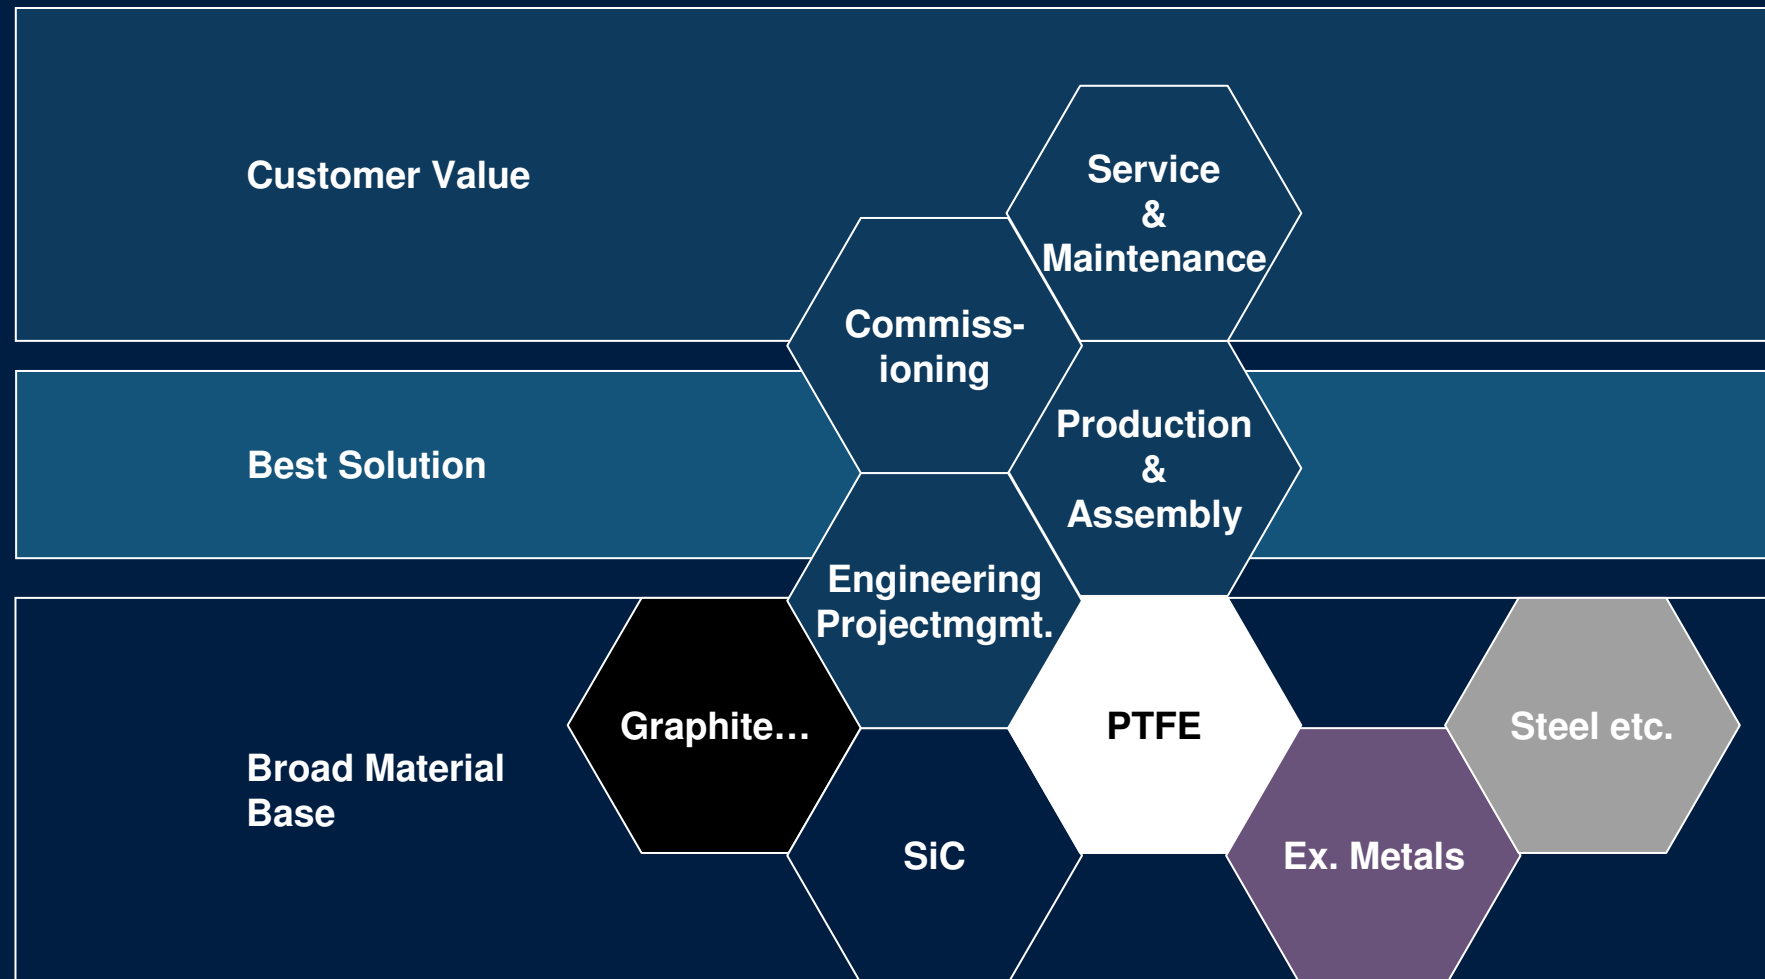 Customer Value
Service
&
Maintenance
Commiss-
ioning
Best Solution
Production
&
Assembly
Engineering
Projectmgmt.
Broad Material
Base
Graphite…
PTFE
Steel etc.
SiC
Ex. Metals